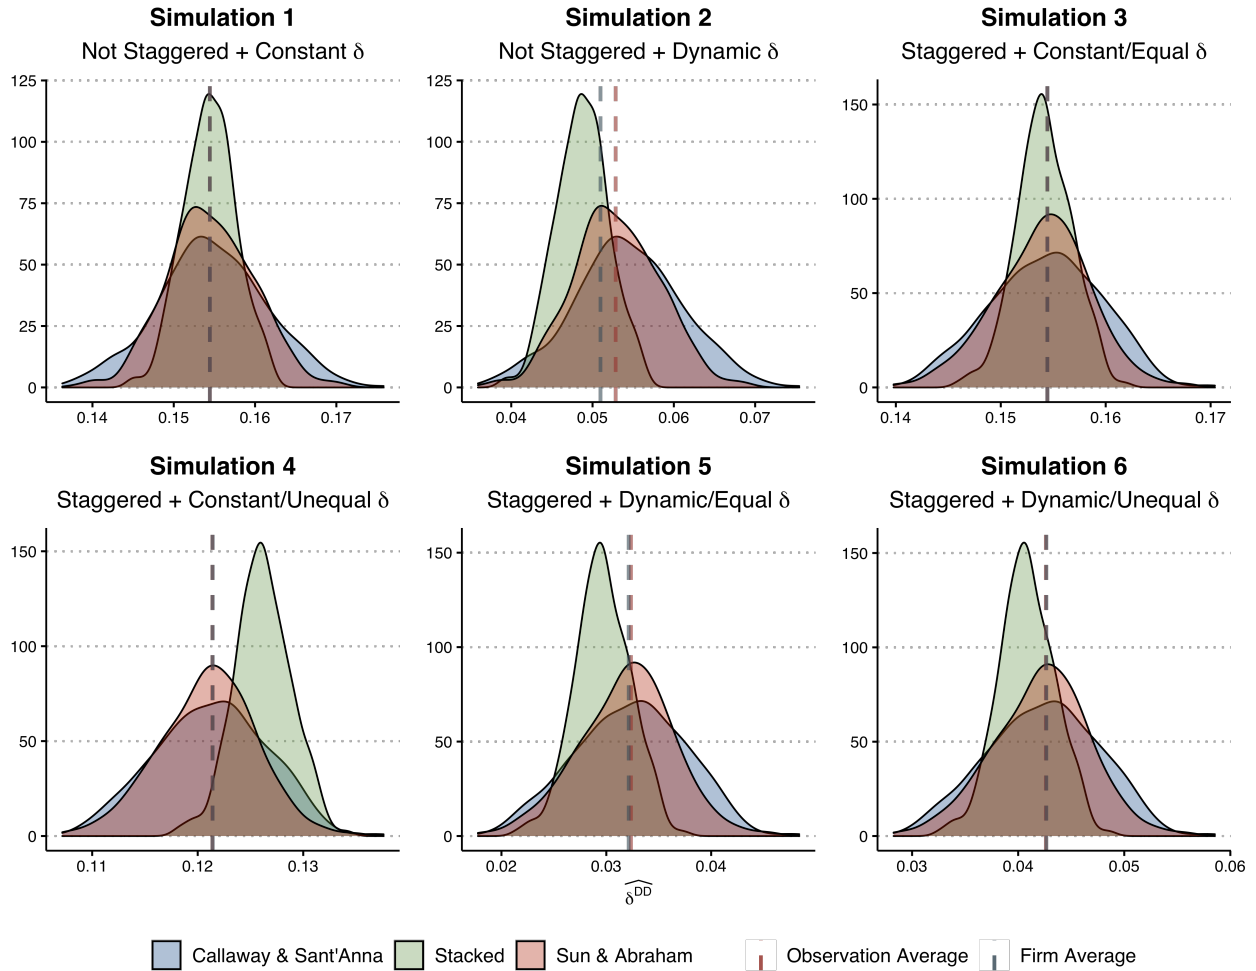 Simulation 1 Simulation 2 Simulation 3
Not Staggered + Constant δ Not Staggered + Dynamic δ Staggered + Constant/Equal δ
125 125
150
100 100
100
75 75
50 50
50
25 25
0 0 0
0.14 0.15 0.16 0.17 0.04 0.05 0.06 0.07 0.14 0.15 0.16 0.17
Simulation 4 Simulation 5 Simulation 6
Staggered + Constant/Unequal δ Staggered + Dynamic/Equal δ Staggered + Dynamic/Unequal δ
150 150 150
100 100 100
50 50 50
0 0 0
0.11 0.12 0.13 0.02 0.03 0.04 0.03 0.04 0.05 0.06
δ̂ᴰᴰ
Callaway & Sant'Anna Stacked Sun & Abraham Observation Average Firm Average